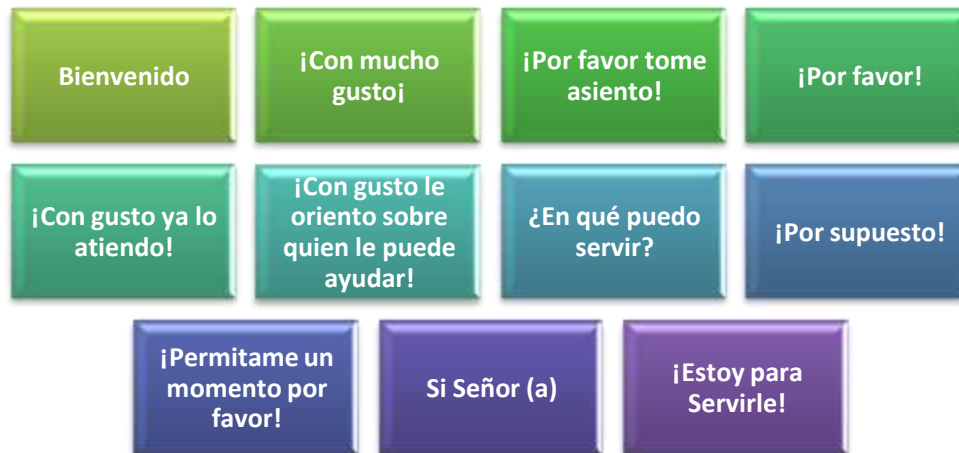 Bienvenido
¡Con mucho
gusto¡
¡Por favor tome
asiento!
¡Por favor!
¡Con gusto ya lo
atiendo!
¡Con gusto le
oriento sobre
quien le puede
ayudar!
¿En qué puedo
servir?
¡Por supuesto!
¡Permitame un
momento por
favor!
Si Señor (a)
¡Estoy para
Servirle!